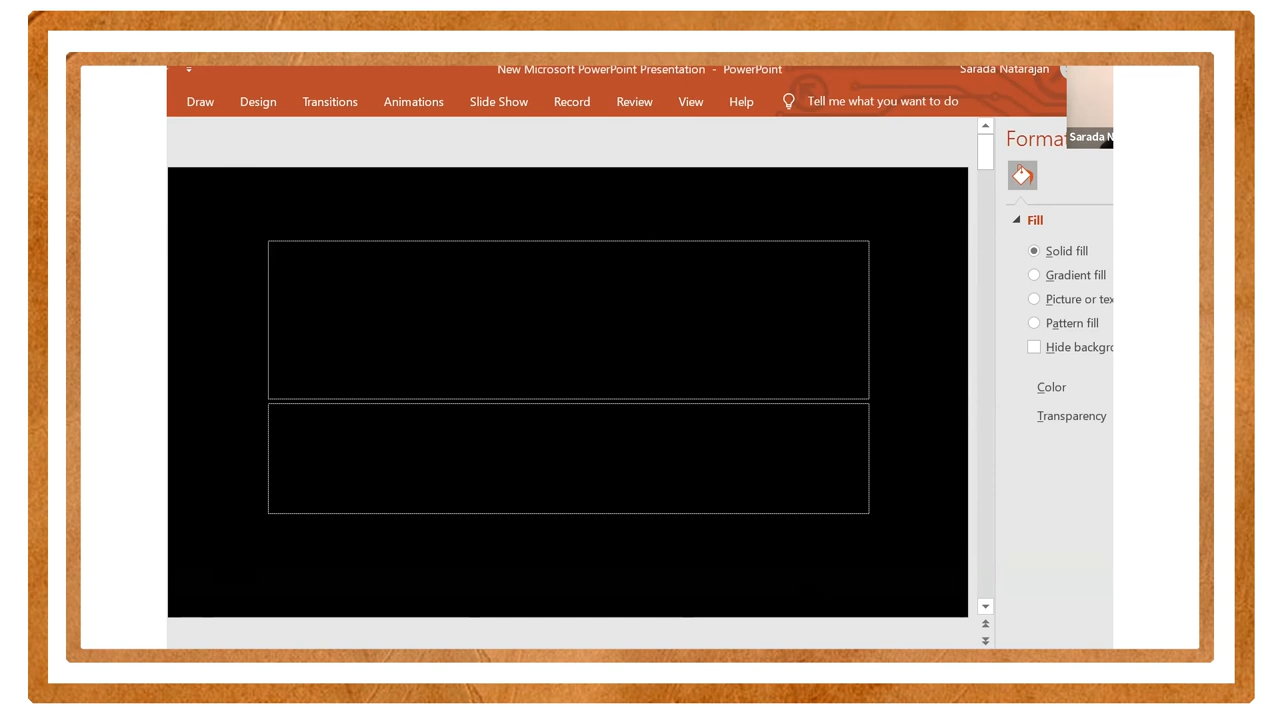 New Microsoft PowerPoint Presentation - PowerPoint
Sarada Natarajan
Draw Design Transitions Animations Slide Show Record Review View Help Tell me what you want to do
Sarada N
Format
Fill
Solid fill
Gradient fill
Picture or tex
Pattern fill
Hide backgro
Color
Transparency